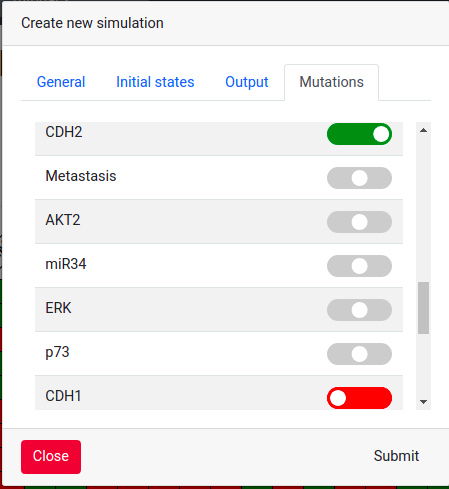 Create new simulation
General Initial states Output Mutations
CDH2
Metastasis
AKT2
miR34
ERK
p73
CDH1
Close Submit